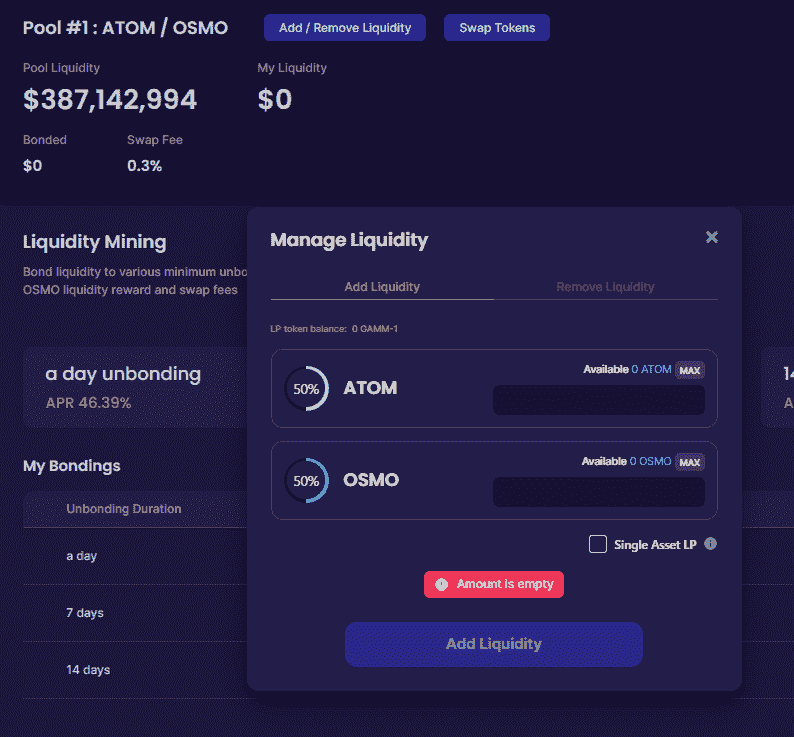 Pool #1 : ATOM / OSMO
Add / Remove Liquidity
Swap Tokens
Pool Liquidity
My Liquidity
$387,142,994
$0
Bonded
Swap Fee
$0
0.3%
Liquidity Mining
Bond liquidity to various minimum
OSMO liquidity reward and swap fees
a day unbonding
APR 46.39%
My Bondings
Unbonding Duration
a day
7 days
14 days
Manage Liquidity
Add Liquidity
Remove Liquidity
LP token balance: 0 GAMM-1
50%
ATOM
Available 0 ATOM MAX
50%
OSMO
Available 0 OSMO MAX
Single Asset LP
Amount is empty
Add Liquidity